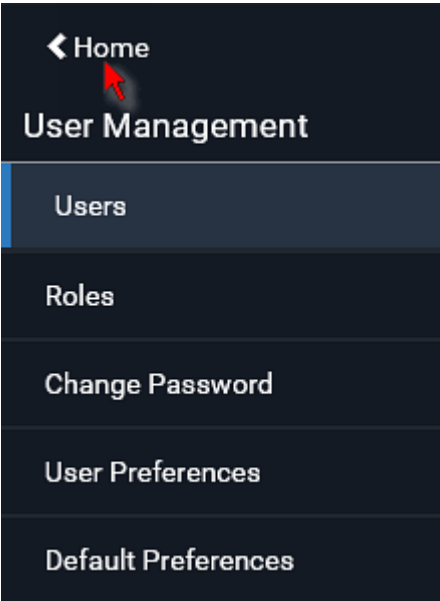 Home
User Management
Users
Roles
Change Password
User Preferences
Default Preferences